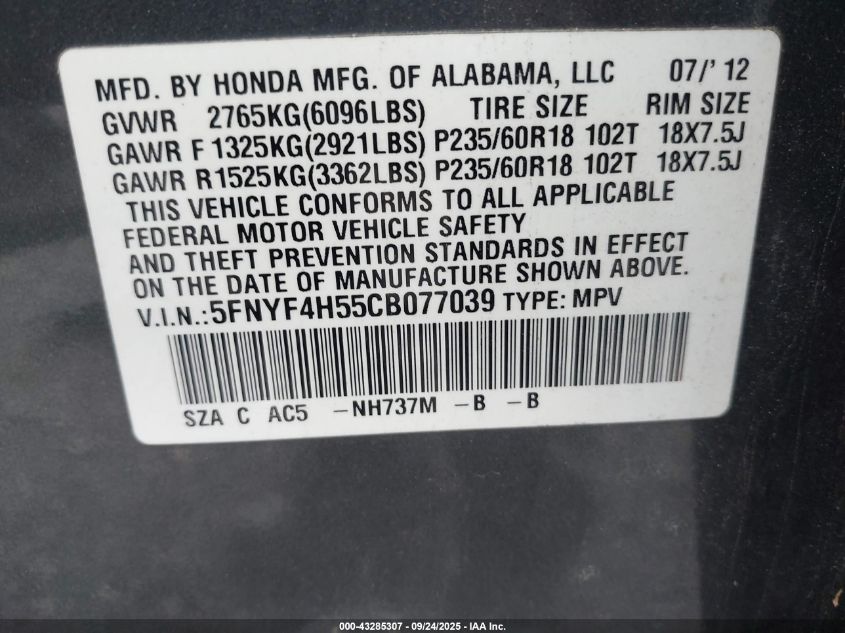 MFD. BY HONDA MFG. OF ALABAMA, LLC 07/' 12
GVWR 2765KG(6096LBS) TIRE SIZE RIM SIZE
GAWR F 1325KG(2921LBS) P235/60R18 102T 18X7.5J
GAWR R1525KG(3362LBS) P235/60R18 102T 18X7.5J
THIS VEHICLE CONFORMS TO ALL APPLICABLE
FEDERAL MOTOR VEHICLE SAFETY
AND THEFT PREVENTION STANDARDS IN EFFECT
ON THE DATE OF MANUFACTURE SHOWN ABOVE.
V.I.N.:5FNYF4H55CB077039 TYPE: MPV
SZA C AC5 -NH737M -B -B
000-43285307 - 09/24/2025 - IAA Inc.